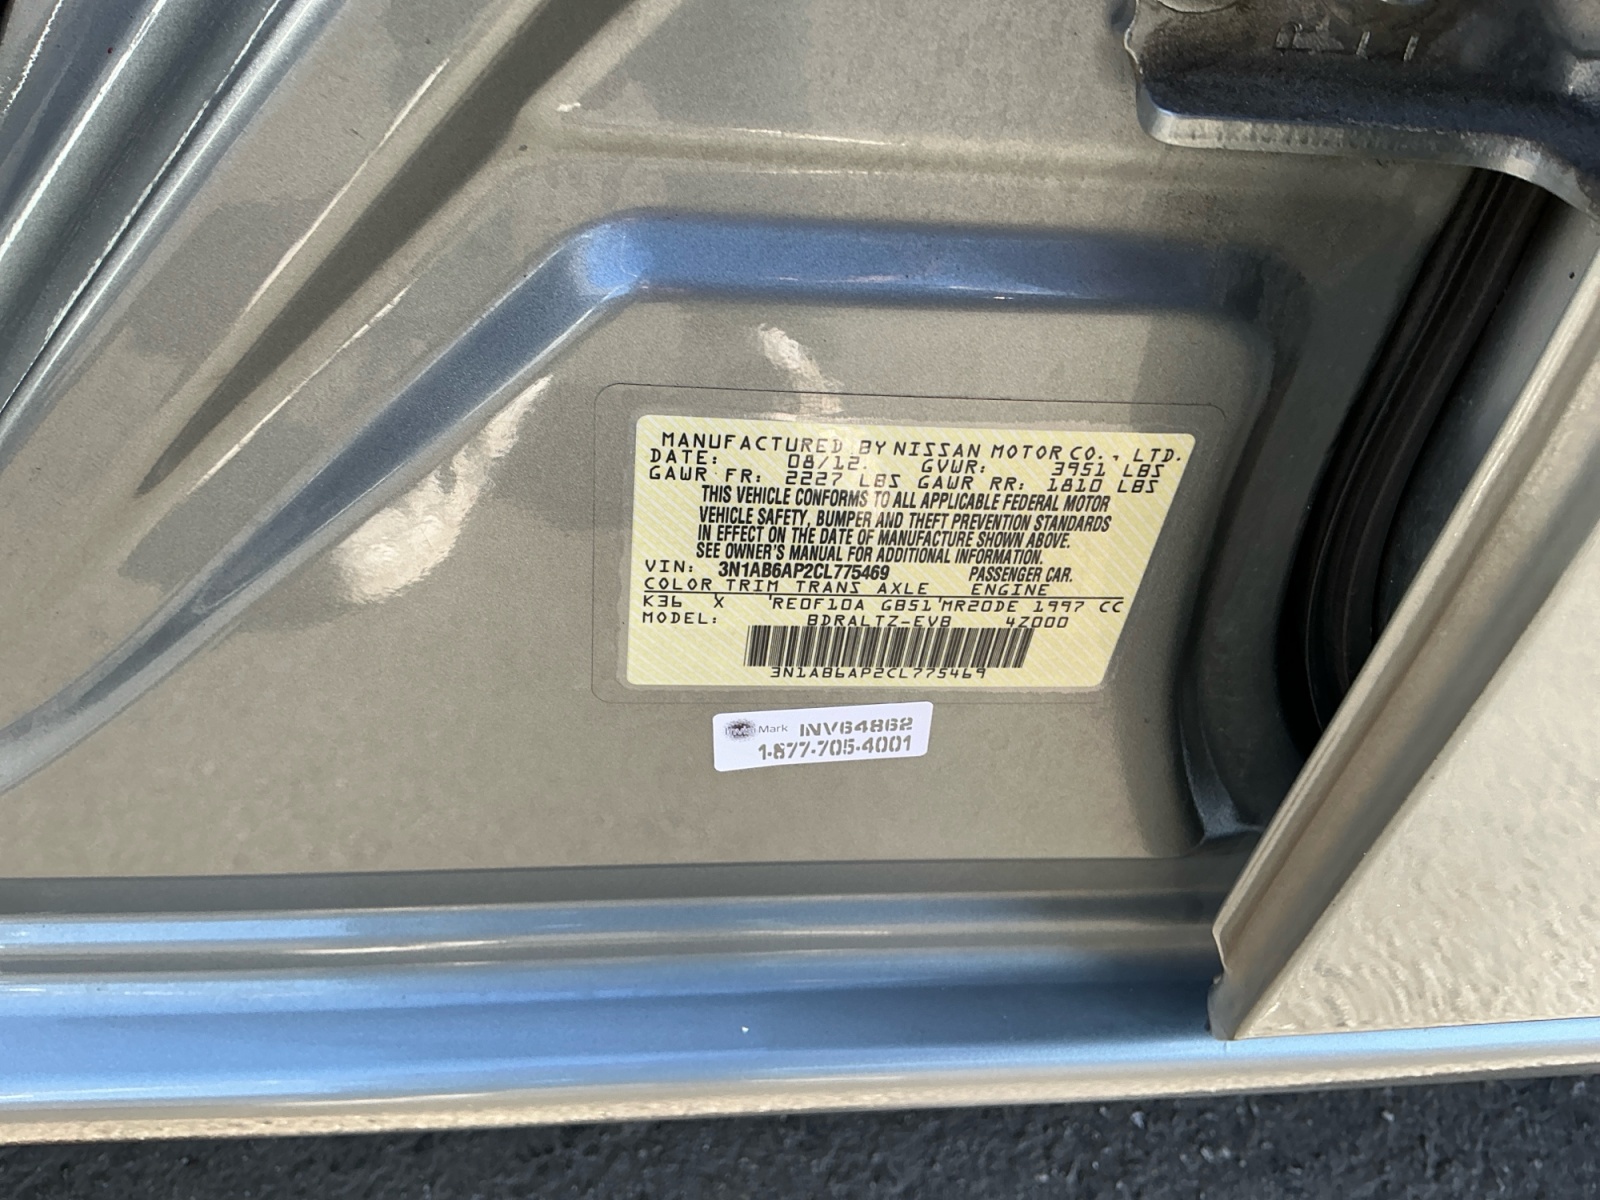 MANUFACTURED BY NISSAN MOTOR CO., LTD.
DATE: 08/12. GVWR: 3951 LBS
GAWR FR: 2227 LBS GAWR RR: 1810 LBS
THIS VEHICLE CONFORMS TO ALL APPLICABLE FEDERAL MOTOR
VEHICLE SAFETY, BUMPER AND THEFT PREVENTION STANDARDS
IN EFFECT ON THE DATE OF MANUFACTURE SHOWN ABOVE.
SEE OWNER'S MANUAL FOR ADDITIONAL INFORMATION.
VIN: 3N1AB6AP2CL775469 PASSENGER CAR.
COLOR TRIM TRANS AXLE ENGINE
K36 X 'RE0F10A GB51'MR20DE 1997 CC
MODEL: BDRALTZ-EVB 4Z000
3N1AB6AP2CL775469
Mark INV64862
1-877-705-4001